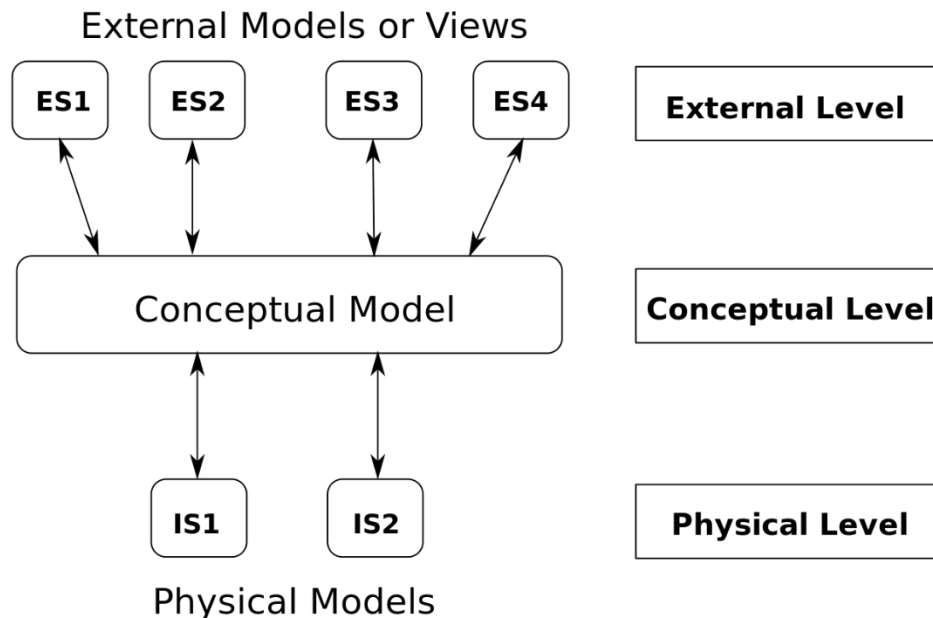 External Models or Views
ES1 ES2 ES3 ES4 External Level
Conceptual Model Conceptual Level
IS1 IS2 Physical Level
Physical Models